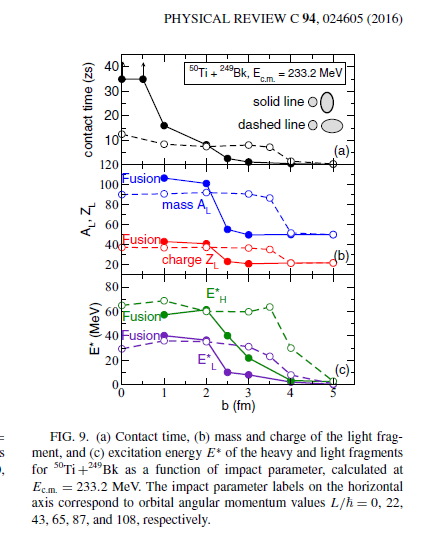 PHYSICAL REVIEW C 94, 024605 (2016)
contact time (zs)
40
30
20
10
50Ti + 249Bk, Ec.m. = 233.2 MeV
solid line
dashed line
(a)
AL, ZL
120
100
80
60
40
20
Fusion
mass AL
Fusion
charge ZL
(b)
E* (MeV)
80
60
40
20
0
E*H
Fusion
Fusion
E*L
(c)
0 1 2 3 4 5
b (fm)
=
s
),
FIG. 9. (a) Contact time, (b) mass and charge of the light frag-
ment, and (c) excitation energy E* of the heavy and light fragments
for 50Ti+249Bk as a function of impact parameter, calculated at
Ec.m. = 233.2 MeV. The impact parameter labels on the horizontal
axis correspond to orbital angular momentum values L/ℏ = 0, 22,
43, 65, 87, and 108, respectively.